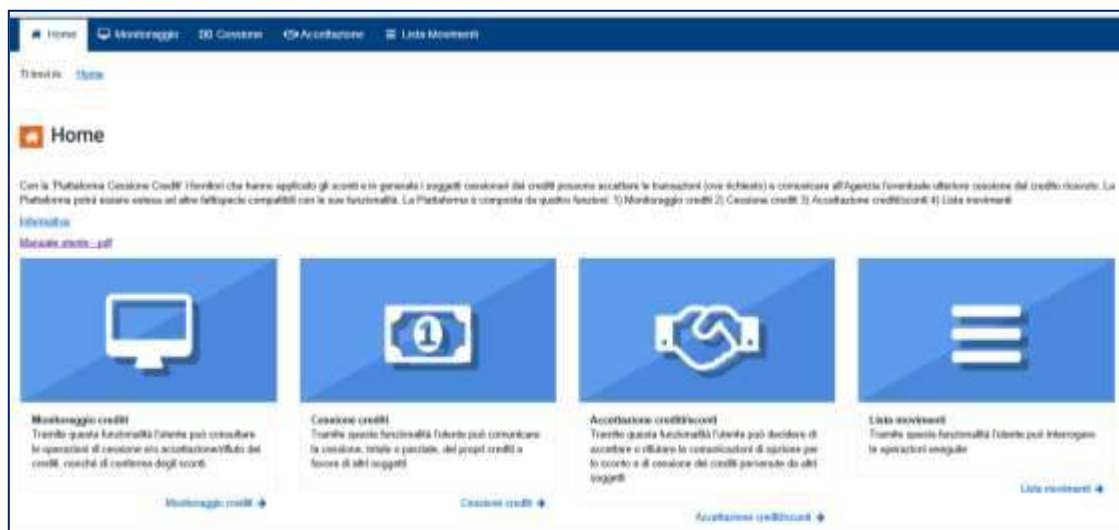 Home Monitoraggio Cessione Accettazione Lista Movimenti
Ti trovi in: Home
Home
Con la 'Piattaforma Cessione Crediti' i fornitori che hanno applicato gli sconti e in generale i soggetti cessionari dei crediti possono accettare le transazioni (ove richiesto) e comunicare all'Agenzia l'eventuale ulteriore cessione del credito ricevuto. La
Piattaforma potrà essere estesa ad altre fattispecie compatibili con le sue funzionalità. La Piattaforma è composta da quattro funzioni: 1) Monitoraggio crediti 2) Cessione crediti 3) Accettazione crediti/sconti 4) Lista movimenti
Informativa
Manuale utente - pdf
1
Monitoraggio crediti
Tramite questa funzionalità l'utente può consultare
le operazioni di cessione e/o accettazione/rifiuto dei
crediti, nonché di conferma degli sconti.
Monitoraggio crediti
Cessione crediti
Tramite questa funzionalità l'utente può comunicare
la cessione, totale o parziale, dei propri crediti a
favore di altri soggetti
Cessione crediti
Accettazione crediti/sconti
Tramite questa funzionalità l'utente può decidere di
accettare o rifiutare le comunicazioni di opzione per
lo sconto e di cessione dei crediti pervenute da altri
soggetti
Accettazione crediti/sconti
Lista movimenti
Tramite questa funzionalità l'utente può interrogare
le operazioni eseguite
Lista movimenti